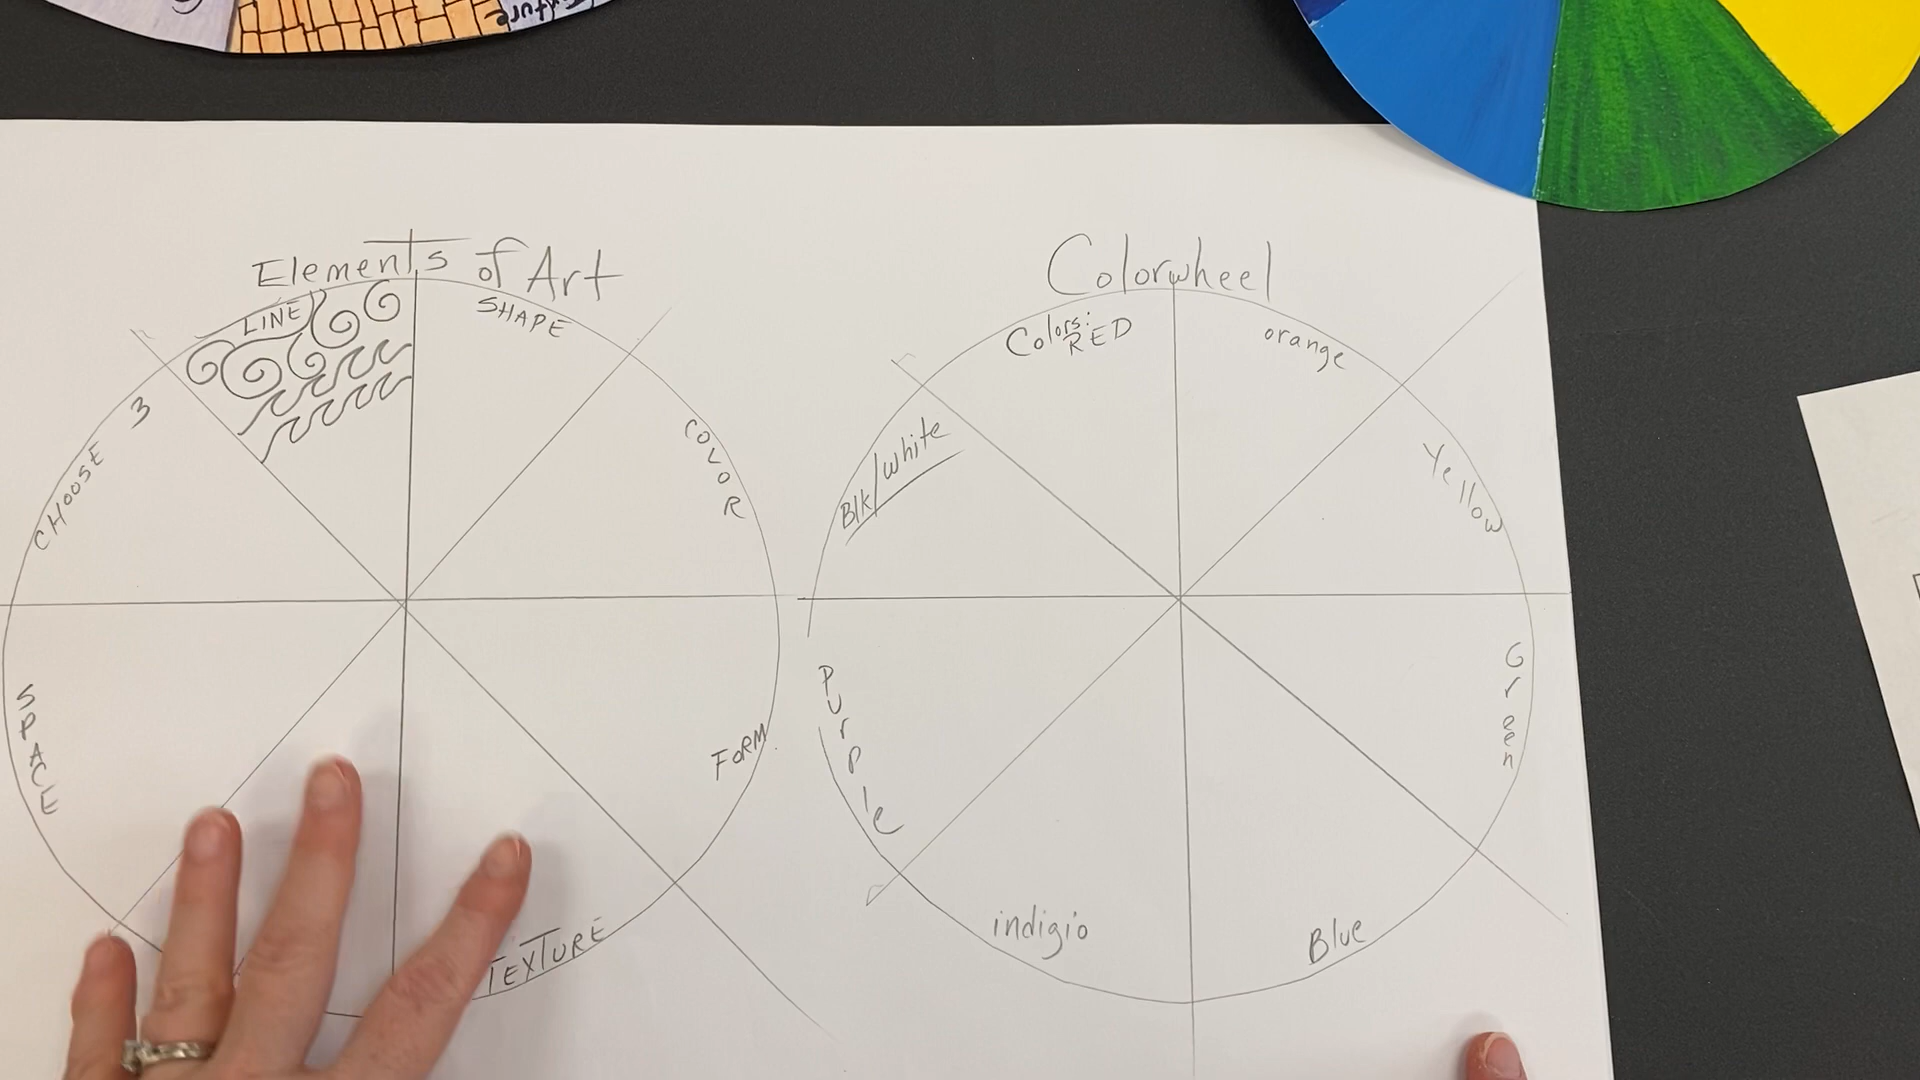 Texture
Elements of Art
LINE
SHAPE
COLOR
FORM
TEXTURE
SPACE
CHOOSE 3
Colorwheel
Colors:
RED
orange
Yellow
Green
Blue
indigio
Purple
Blk/white